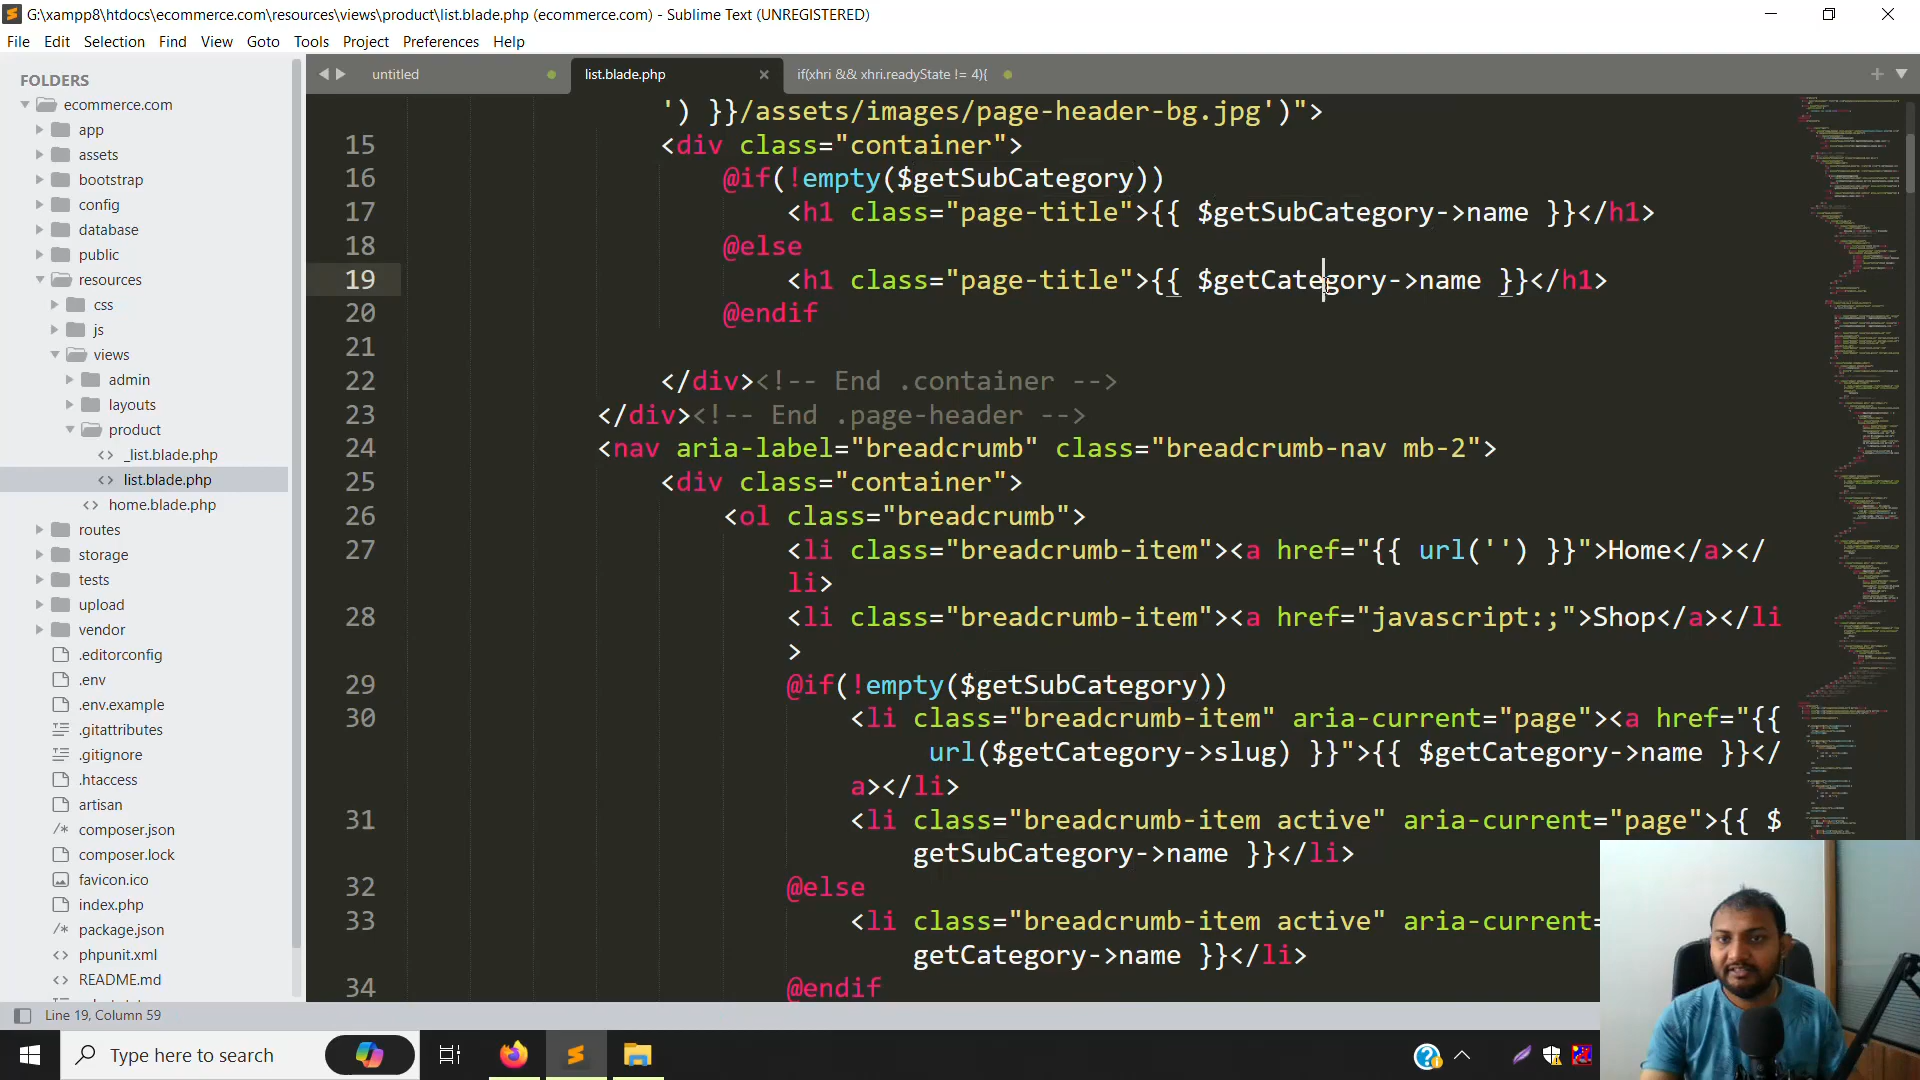 G:\xampp8\htdocs\ecommerce.com\resources\views\product\list.blade.php (ecommerce.com) - Sublime Text (UNREGISTERED)
File Edit Selection Find View Goto Tools Project Preferences Help
FOLDERS
ecommerce.com
app
assets
bootstrap
config
database
public
resources
css
js
views
admin
layouts
product
_list.blade.php
list.blade.php
home.blade.php
routes
storage
tests
upload
vendor
.editorconfig
.env
.env.example
.gitattributes
.gitignore
.htaccess
artisan
composer.json
composer.lock
favicon.ico
index.php
package.json
phpunit.xml
README.md
untitled list.blade.php if(xhri && xhri.readyState != 4){
') }}/assets/images/page-header-bg.jpg')">
15 <div class="container">
16 @if(!empty($getSubCategory))
17 <h1 class="page-title">{{ $getSubCategory->name }}</h1>
18 @else
19 <h1 class="page-title">{{ $getCategory->name }}</h1>
20 @endif
21
22 </div><!-- End .container -->
23 </div><!-- End .page-header -->
24 <nav aria-label="breadcrumb" class="breadcrumb-nav mb-2">
25 <div class="container">
26 <ol class="breadcrumb">
27 <li class="breadcrumb-item"><a href="{{ url('') }}">Home</a></
li>
28 <li class="breadcrumb-item"><a href="javascript:;">Shop</a></li
>
29 @if(!empty($getSubCategory))
30 <li class="breadcrumb-item" aria-current="page"><a href="{{
url($getCategory->slug) }}">{{ $getCategory->name }}</
a></li>
31 <li class="breadcrumb-item active" aria-current="page">{{ $
getSubCategory->name }}</li>
32 @else
33 <li class="breadcrumb-item active" aria-current=
getCategory->name }}</li>
34 @endif
Line 19, Column 59
Type here to search